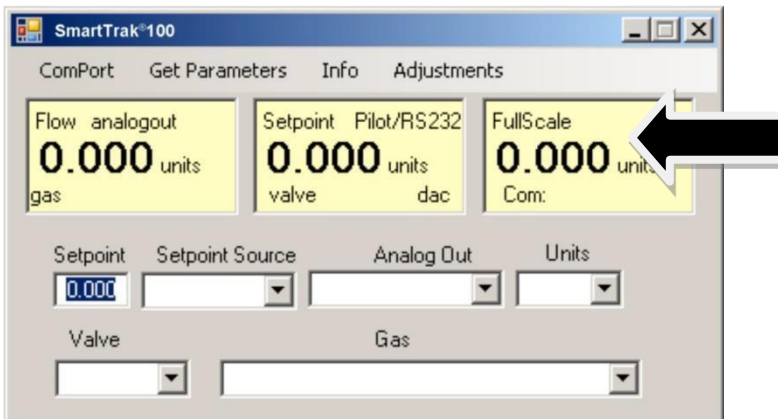 SmartTrak®100
ComPort Get Parameters Info Adjustments
Flow analogout
0.000 units
gas
Setpoint Pilot/RS232
0.000 units
valve dac
FullScale
0.000
Com:
Setpoint Setpoint Source Analog Out Units
0.000
Valve Gas